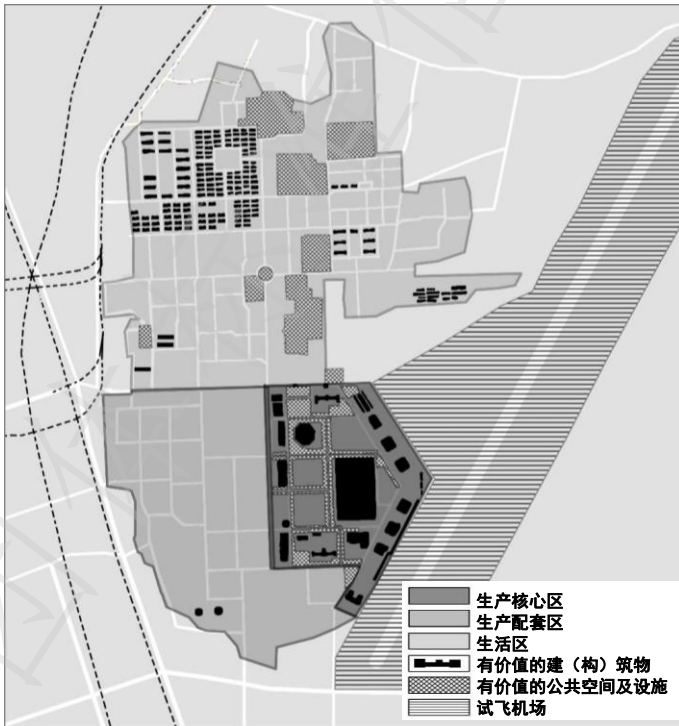 生产核心区
生产配套区
生活区
有价值的建（构）筑物
有价值的公共空间及设施
试飞机场